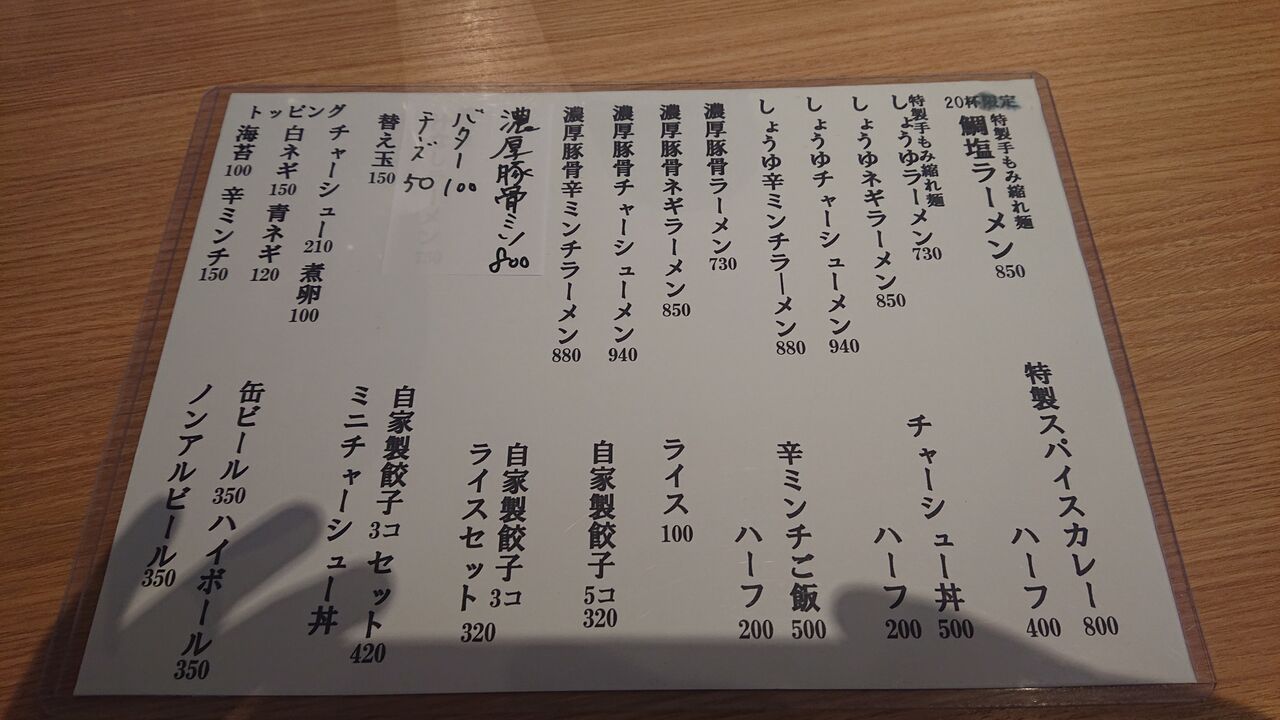 20杯限定
特製手もみ縮れ麺
鯛塩ラーメン 850
特製手もみ縮れ麺
しょうゆラーメン 730
しょうゆネギラーメン 850
しょうゆチャーシューメン 940
しょうゆ辛ミンチラーメン 880
濃厚豚骨ラーメン 730
濃厚豚骨ネギラーメン 850
濃厚豚骨チャーシューメン 940
濃厚豚骨辛ミンチラーメン 880
濃厚豚骨ミン 800
バター 100
チーズ 50
替え玉 150
トッピング
チャーシュー 210 煮卵 100
白ネギ 150 青ネギ 120
海苔 100 辛ミンチ 150
特製スパイスカレー 800
ハーフ 400
チャーシュー丼 500
ハーフ 200
辛ミンチご飯 500
ハーフ 200
ライス 100
自家製餃子 5コ 320
自家製餃子 3コ
ライスセット 320
自家製餃子 3コ セット 420
ミニチャーシュー丼
缶ビール 350 ハイボール 350
ノンアルビール 350